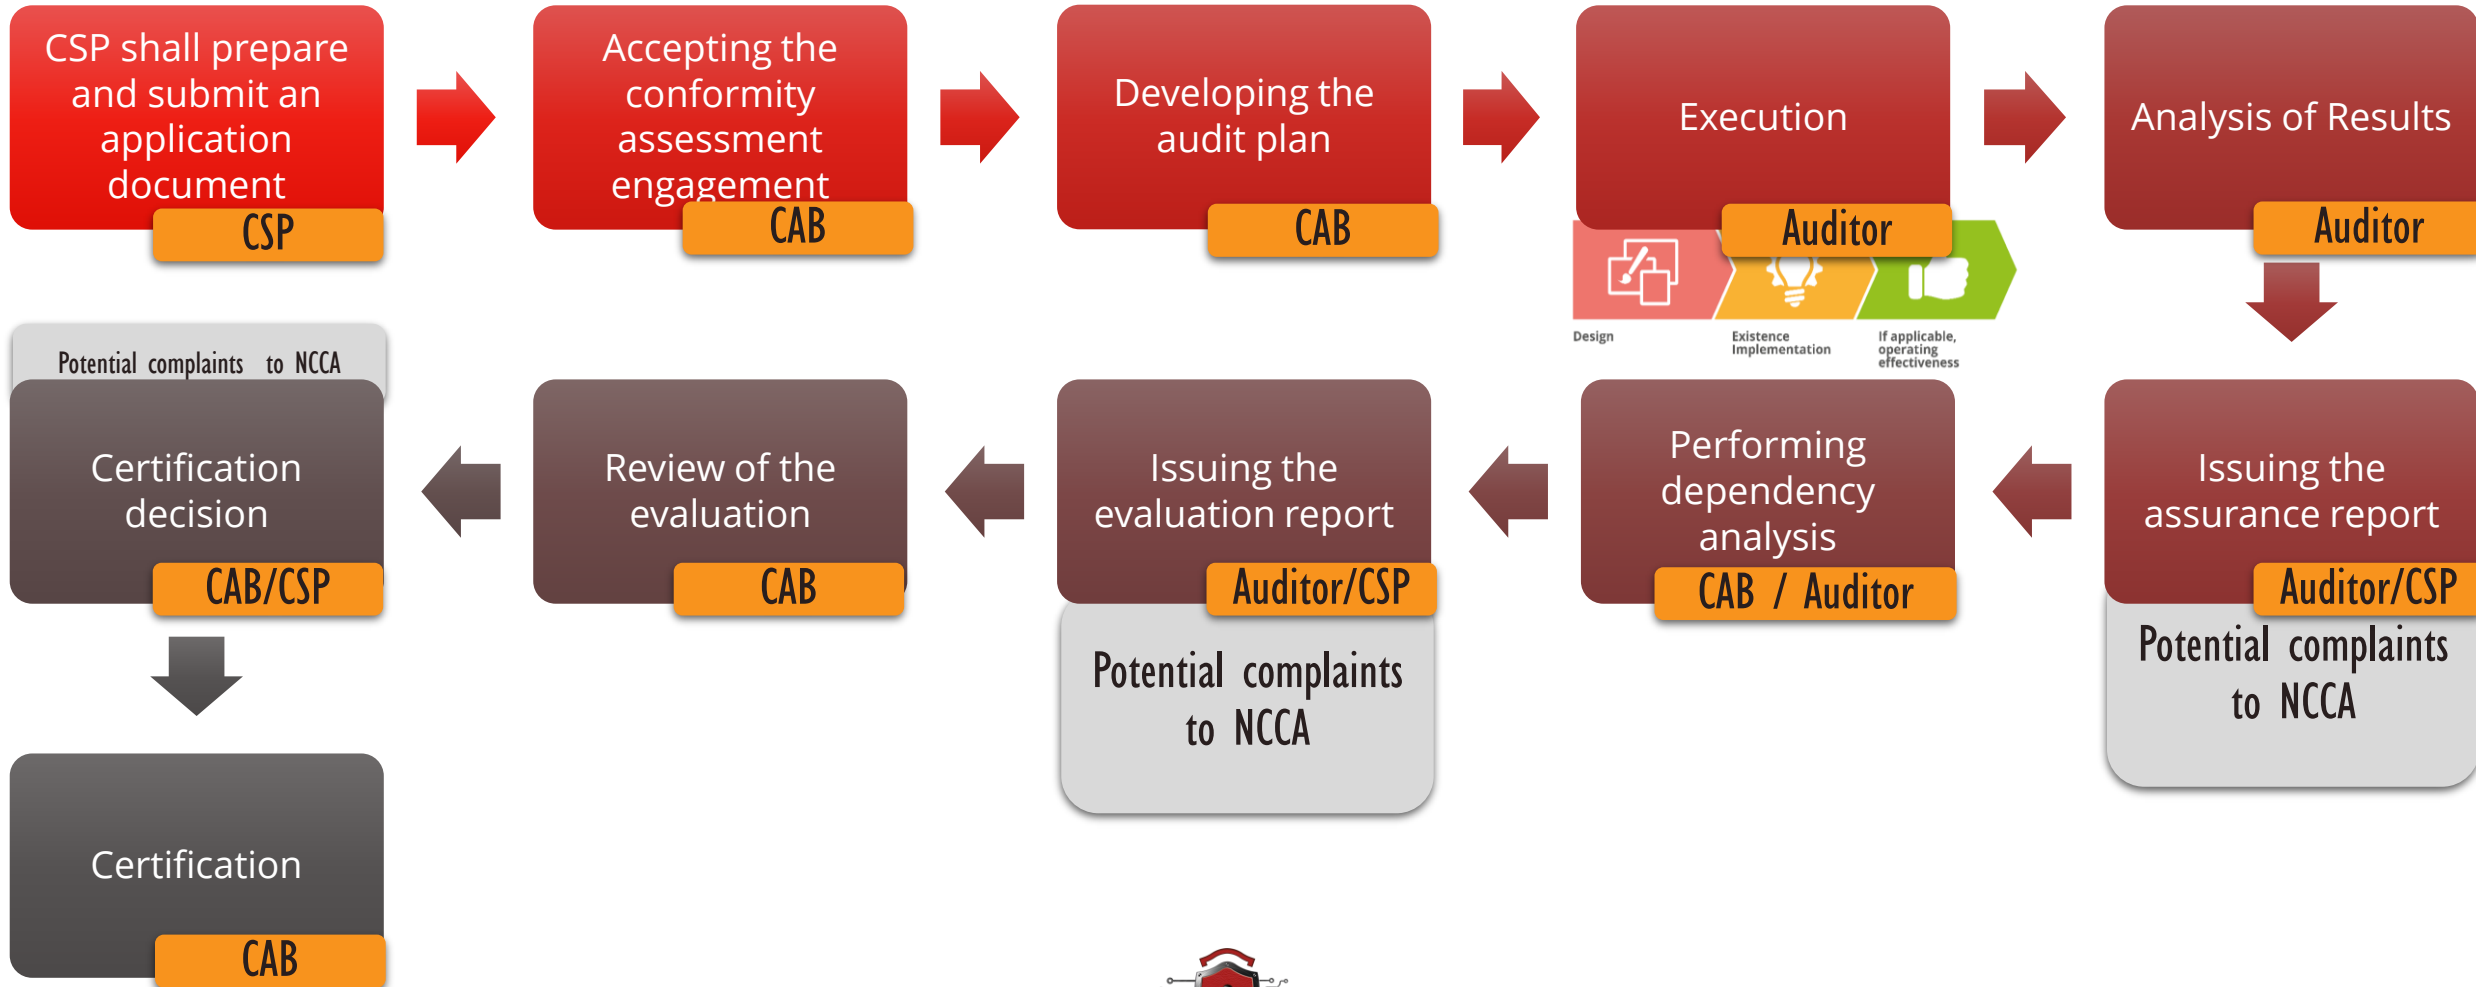 CSP shall prepare
and submit an
application
document
CSP
Accepting the
conformity
assessment
engagement
CAB
Developing the
audit plan
CAB
Execution
Auditor
Design
Existence
Implementation
If applicable,
operating
effectiveness
Analysis of Results
Auditor
Issuing the
assurance report
Auditor/CSP
Potential complaints
to NCCA
Performing
dependency
analysis
CAB / Auditor
Issuing the
evaluation report
Auditor/CSP
Potential complaints
to NCCA
Review of the
evaluation
CAB
Potential complaints to NCCA
Certification
decision
CAB/CSP
Certification
CAB